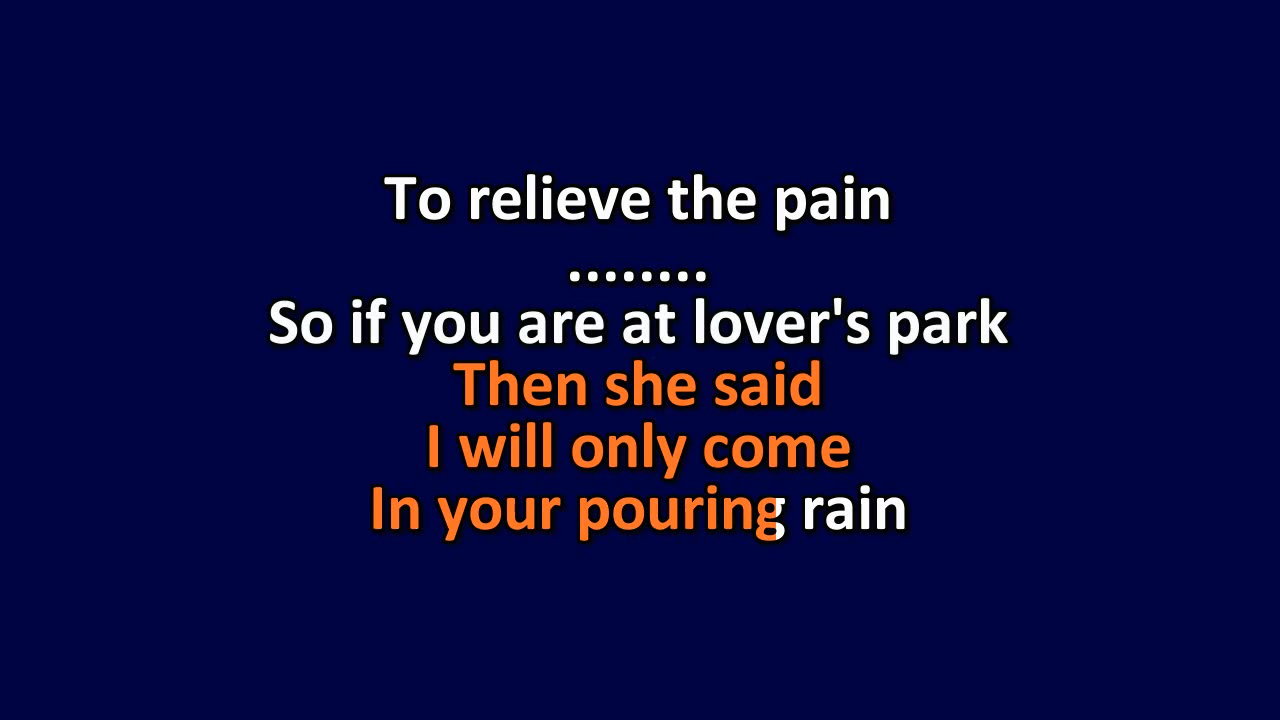 To relieve the pain
........
So if you are at lover's park
Then she said
I will only come
In your pouring rain